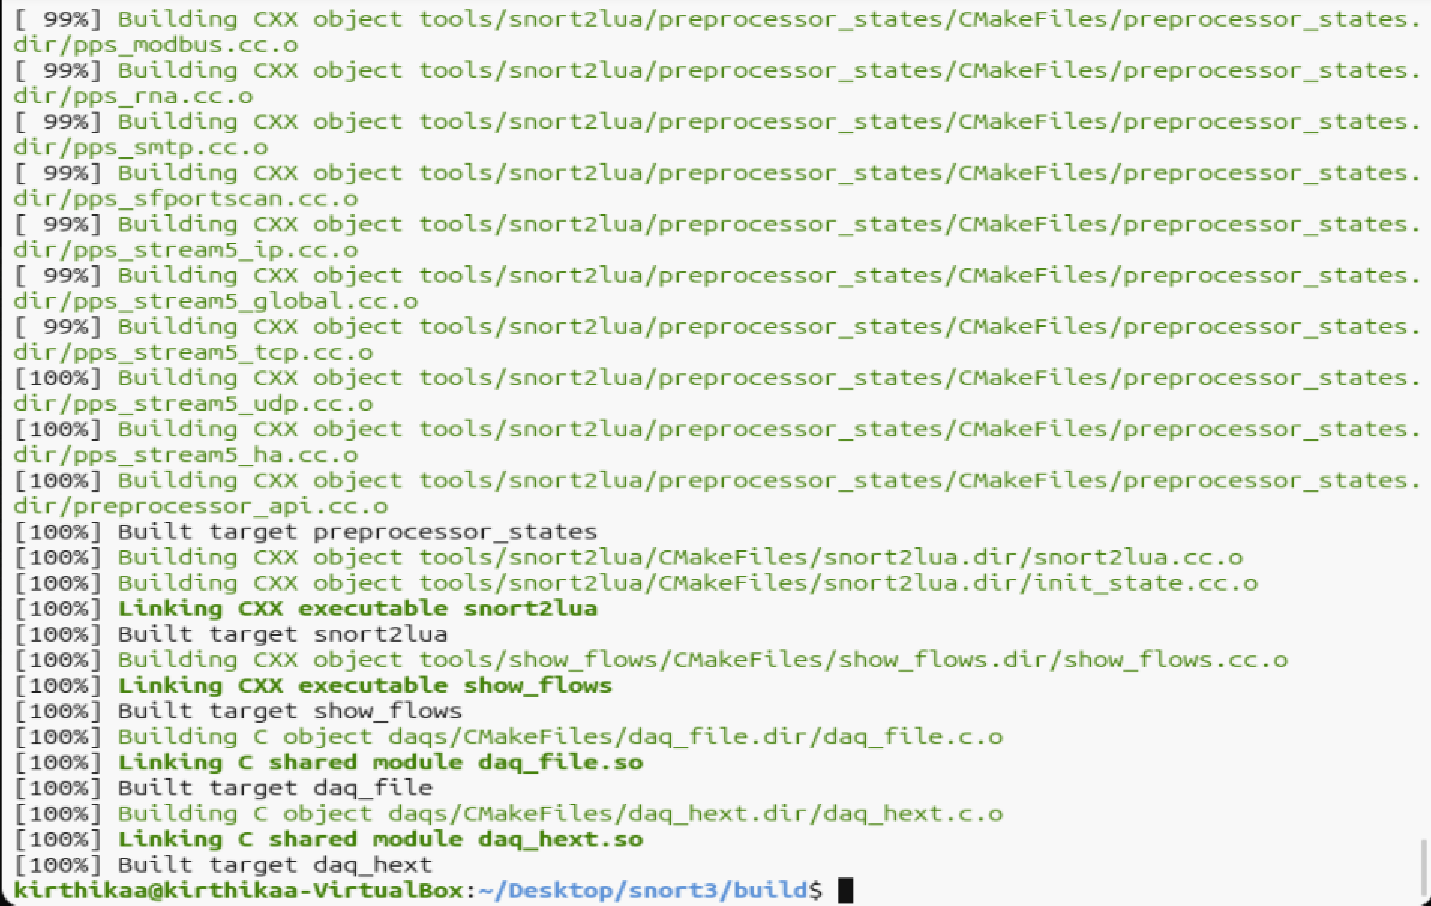 [ 99%] Building CXX object tools/snort2lua/preprocessor_states/CMakeFiles/preprocessor_states.
dir/pps_modbus.cc.o
[ 99%] Building CXX object tools/snort2lua/preprocessor_states/CMakeFiles/preprocessor_states.
dir/pps_rna.cc.o
[ 99%] Building CXX object tools/snort2lua/preprocessor_states/CMakeFiles/preprocessor_states.
dir/pps_smtp.cc.o
[ 99%] Building CXX object tools/snort2lua/preprocessor_states/CMakeFiles/preprocessor_states.
dir/pps_sfportscan.cc.o
[ 99%] Building CXX object tools/snort2lua/preprocessor_states/CMakeFiles/preprocessor_states.
dir/pps_stream5_ip.cc.o
[ 99%] Building CXX object tools/snort2lua/preprocessor_states/CMakeFiles/preprocessor_states.
dir/pps_stream5_global.cc.o
[ 99%] Building CXX object tools/snort2lua/preprocessor_states/CMakeFiles/preprocessor_states.
dir/pps_stream5_tcp.cc.o
[100%] Building CXX object tools/snort2lua/preprocessor_states/CMakeFiles/preprocessor_states.
dir/pps_stream5_udp.cc.o
[100%] Building CXX object tools/snort2lua/preprocessor_states/CMakeFiles/preprocessor_states.
dir/pps_stream5_ha.cc.o
[100%] Building CXX object tools/snort2lua/preprocessor_states/CMakeFiles/preprocessor_states.
dir/preprocessor_api.cc.o
[100%] Built target preprocessor_states
[100%] Building CXX object tools/snort2lua/CMakeFiles/snort2lua.dir/snort2lua.cc.o
[100%] Building CXX object tools/snort2lua/CMakeFiles/snort2lua.dir/init_state.cc.o
[100%] Linking CXX executable snort2lua
[100%] Built target snort2lua
[100%] Building CXX object tools/show_flows/CMakeFiles/show_flows.dir/show_flows.cc.o
[100%] Linking CXX executable show_flows
[100%] Built target show_flows
[100%] Building C object daqs/CMakeFiles/daq_file.dir/daq_file.c.o
[100%] Linking C shared module daq_file.so
[100%] Built target daq_file
[100%] Building C object daqs/CMakeFiles/daq_hext.dir/daq_hext.c.o
[100%] Linking C shared module daq_hext.so
[100%] Built target daq_hext
kirthikaa@kirthikaa-VirtualBox:~/Desktop/snort3/build$